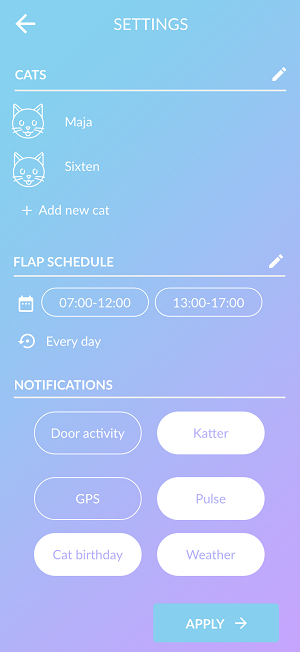 SETTINGS
CATS
Maja
Sixten
+ Add new cat
FLAP SCHEDULE
07:00-12:00 13:00-17:00
Every day
NOTIFICATIONS
Door activity Katter
GPS Pulse
Cat birthday Weather
APPLY →